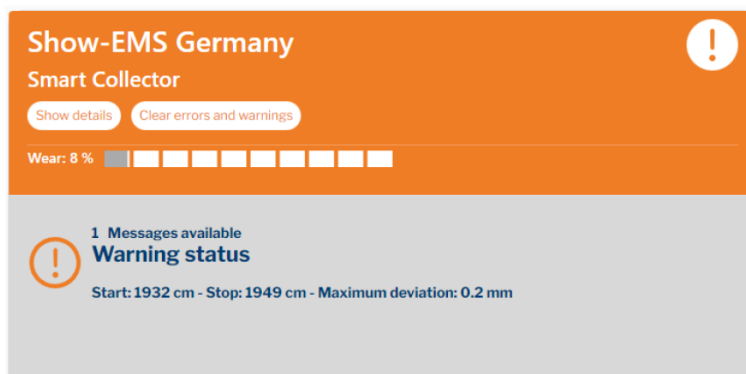 Show-EMS Germany
Smart Collector
Show details Clear errors and warnings
Wear: 8 %
1 Messages available
Warning status
Start: 1932 cm - Stop: 1949 cm - Maximum deviation: 0.2 mm